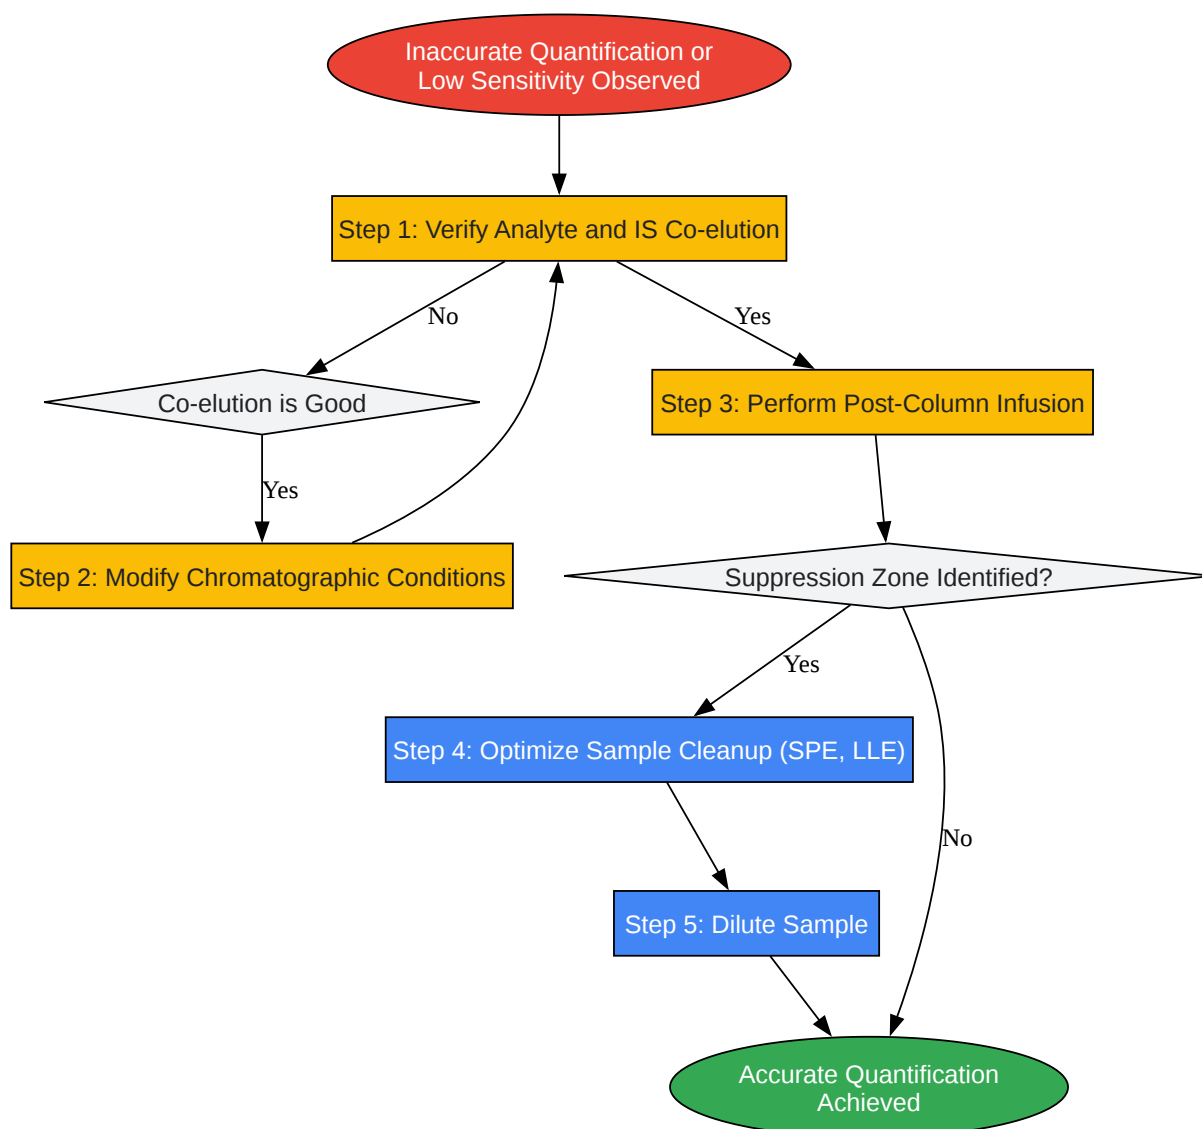 Inaccurate Quantification or
Low Sensitivity Observed
Step 1: Verify Analyte and IS Co-elution
No
Yes
Co-elution is Good
Step 3: Perform Post-Column Infusion
Yes
Step 2: Modify Chromatographic Conditions
Suppression Zone Identified?
Yes
Step 4: Optimize Sample Cleanup (SPE, LLE)
No
Step 5: Dilute Sample
Accurate Quantification
Achieved